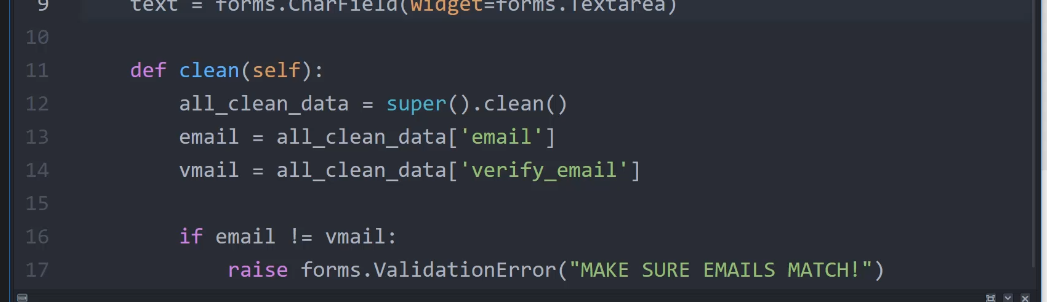 9 text = forms.CharField(widget=forms.Textarea)
10
11 def clean(self):
12 all_clean_data = super().clean()
13 email = all_clean_data['email']
14 vmail = all_clean_data['verify_email']
15
16 if email != vmail:
17 raise forms.ValidationError("MAKE SURE EMAILS MATCH!")